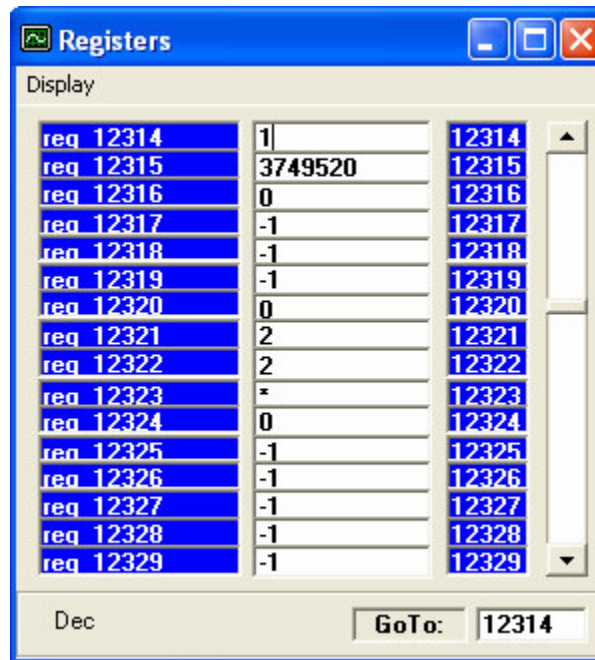 Registers
Display
reg 12314 1 12314
reg 12315 3749520 12315
reg 12316 0 12316
reg 12317 -1 12317
reg 12318 -1 12318
reg 12319 -1 12319
reg 12320 0 12320
reg 12321 2 12321
reg 12322 2 12322
reg 12323 * 12323
reg 12324 0 12324
reg 12325 -1 12325
reg 12326 -1 12326
reg 12327 -1 12327
reg 12328 -1 12328
reg 12329 -1 12329
Dec GoTo: 12314